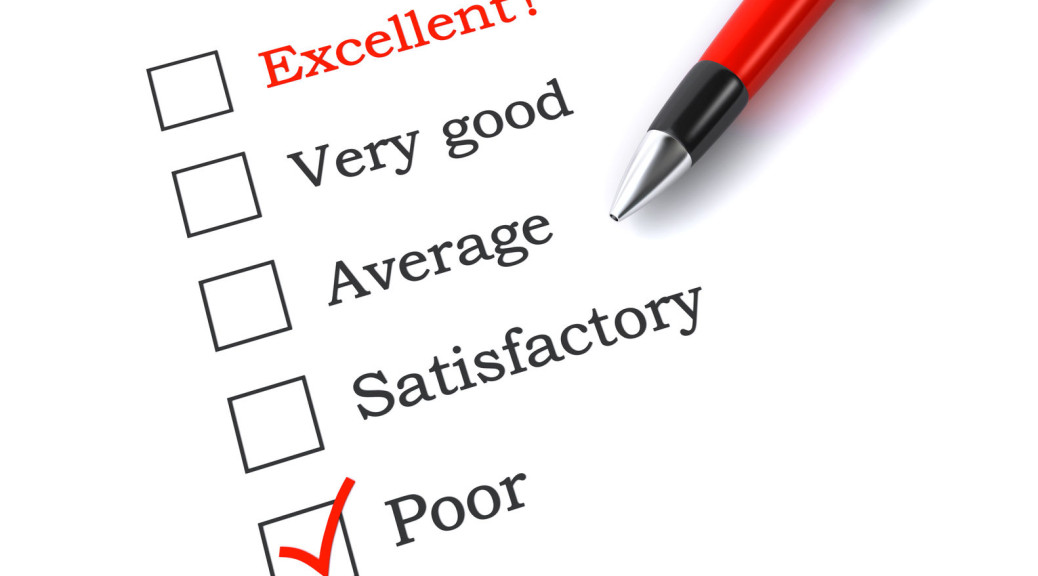 Excellent!
Very good
Average
Satisfactory
Poor